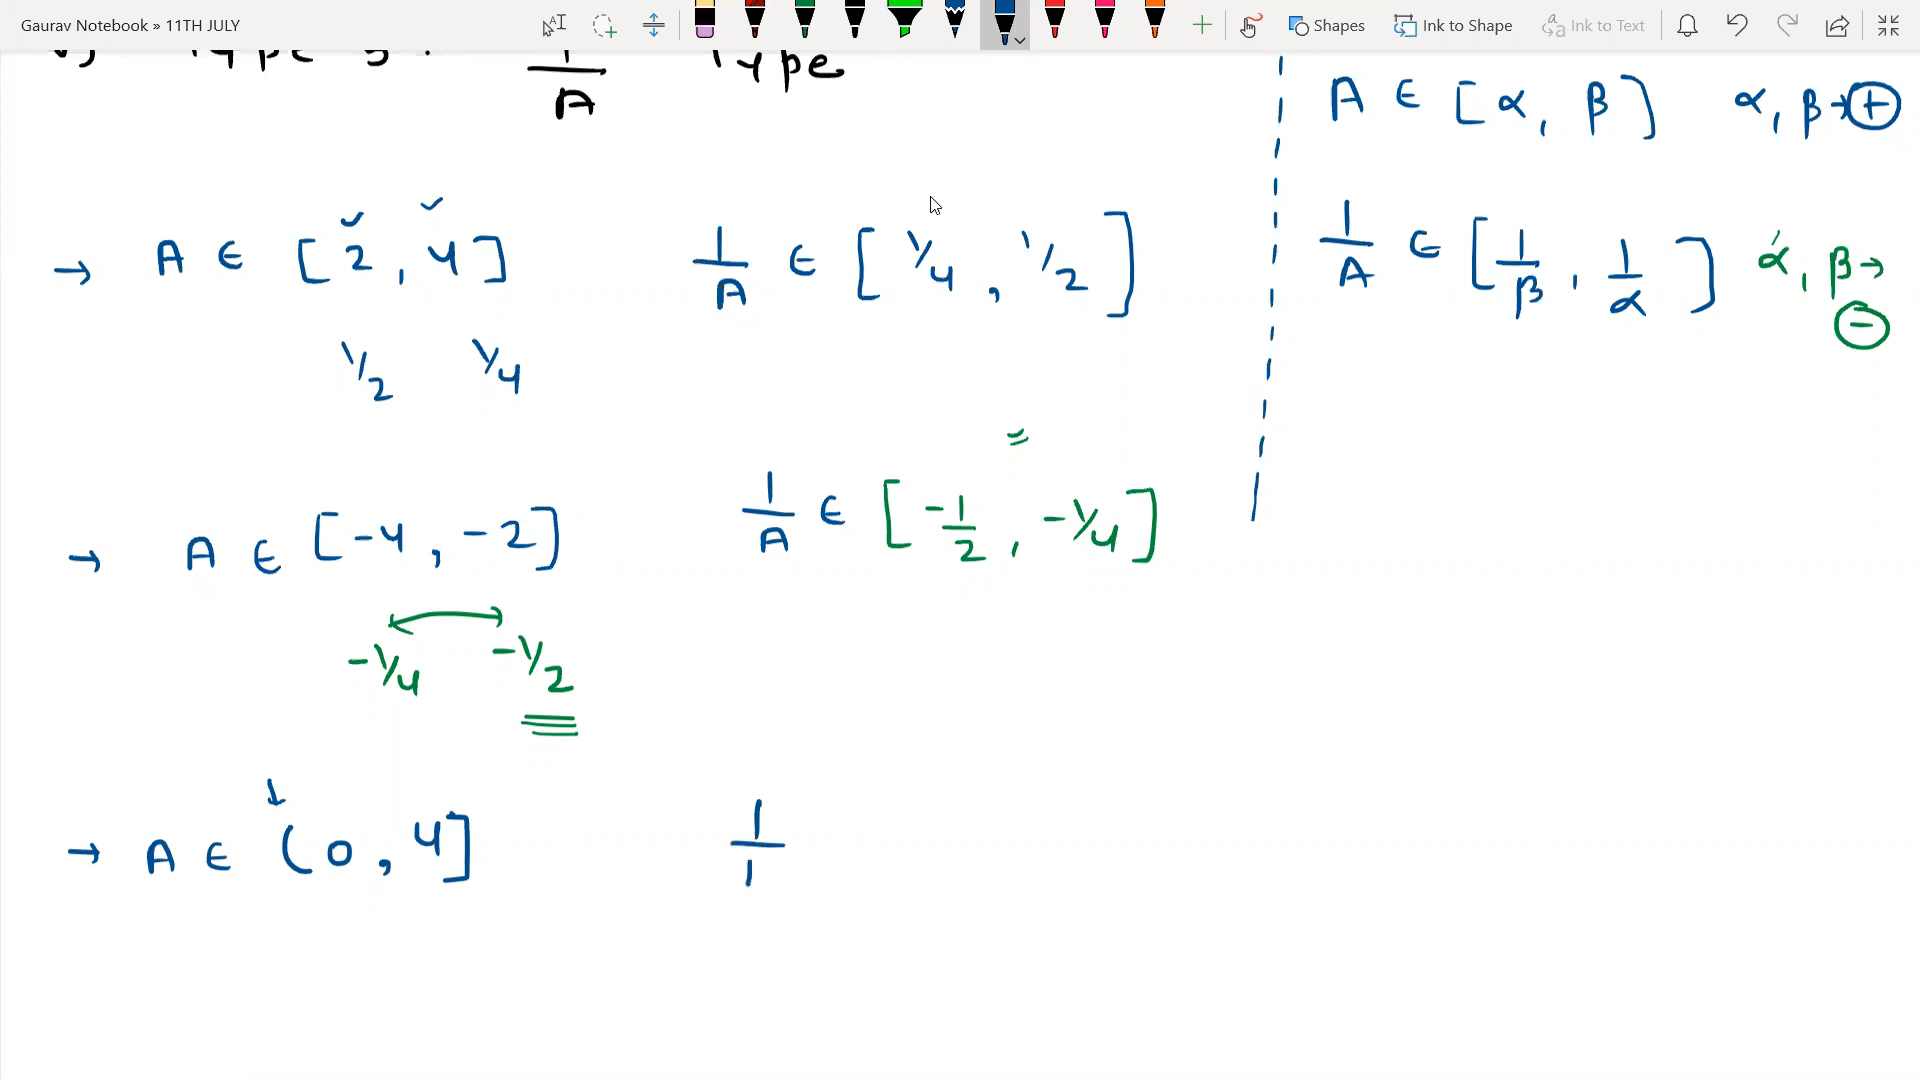 Gaurav Notebook » 11TH JULY
Shapes
Ink to Shape
Ink to Text
Type 3: 1/A Type
A ∈ [α, β] α, β → +
→ A ∈ [2, 4]
1/2 1/4
1/A ∈ [1/4, 1/2]
1/A ∈ [1/β, 1/α] α, β →
−
=
→ A ∈ [-4, -2]
1/A ∈ [-1/2, -1/4]
-1/4 -1/2
→ A ∈ (0, 4]
1